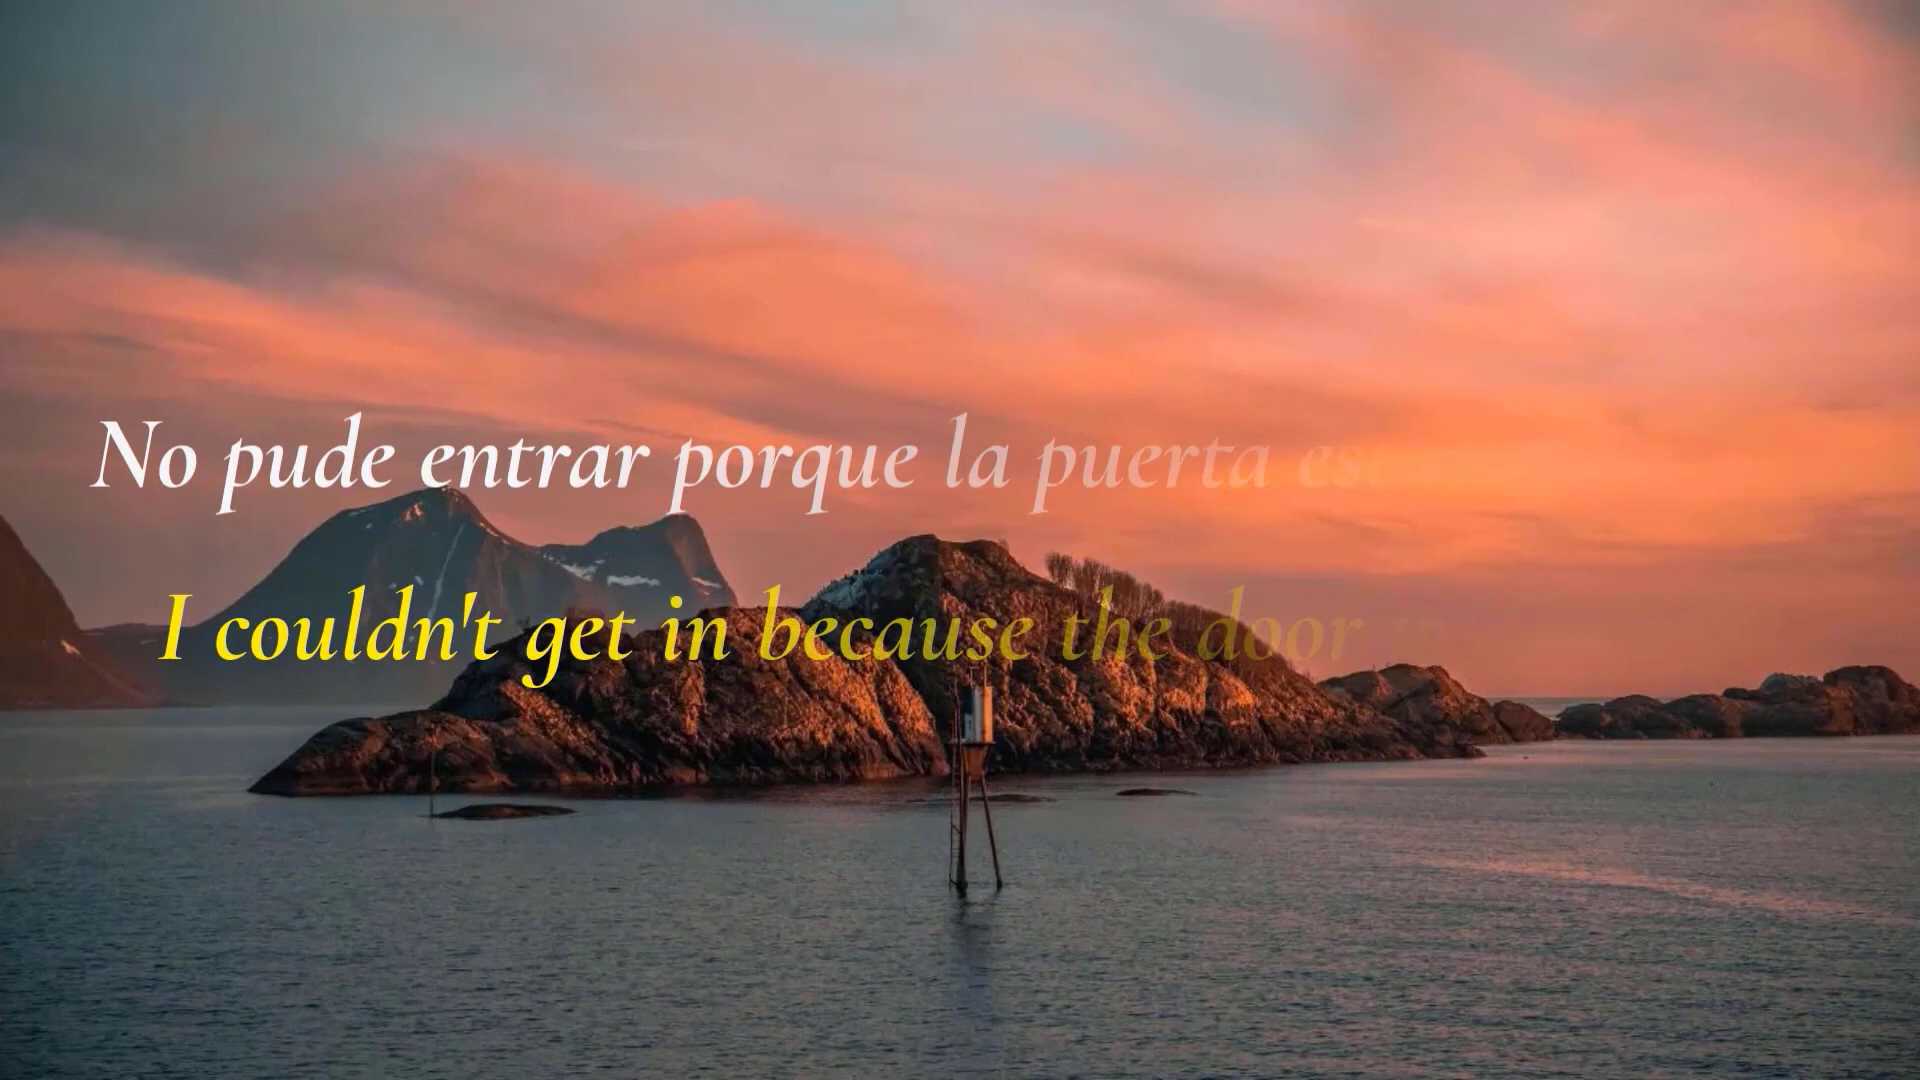 No pude entrar porque la puerta
I couldn't get in because the door